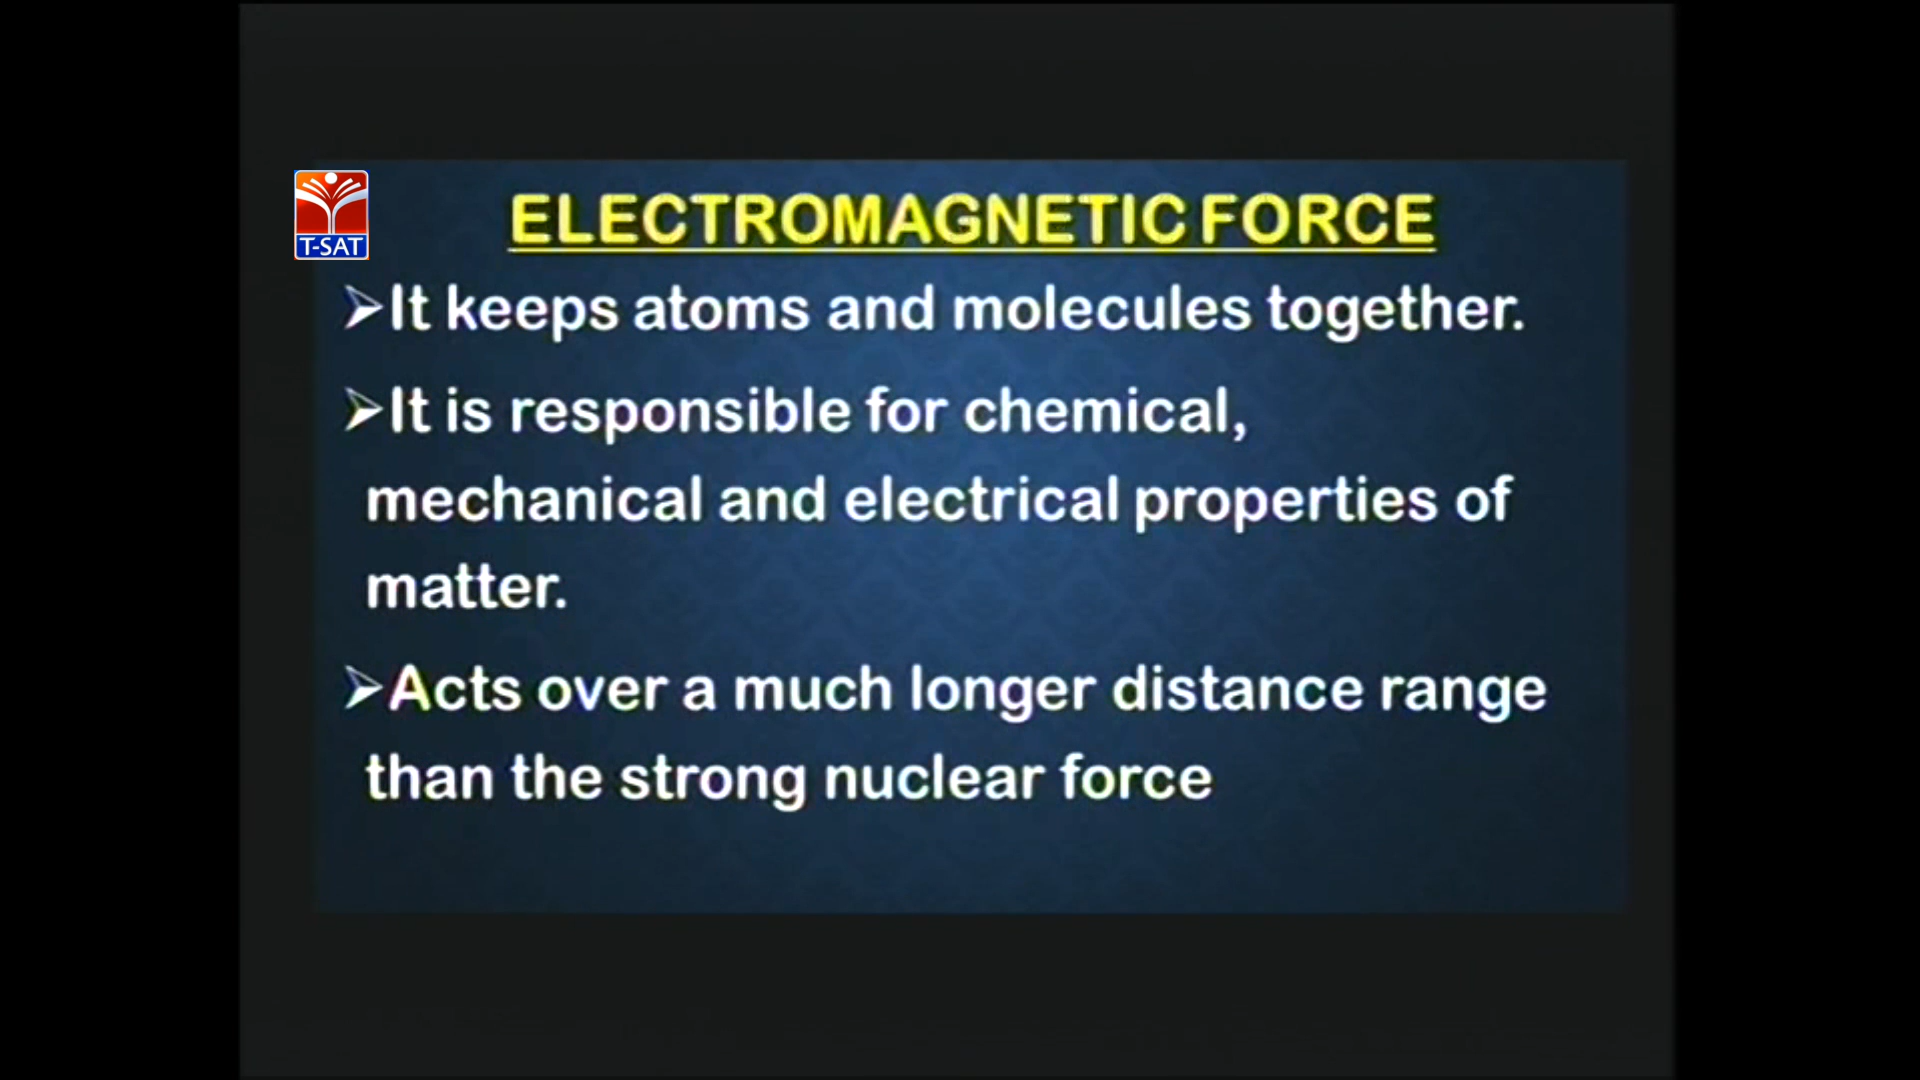 T-SAT
ELECTROMAGNETIC FORCE
➢It keeps atoms and molecules together.
➢It is responsible for chemical,
mechanical and electrical properties of
matter.
➢Acts over a much longer distance range
than the strong nuclear force